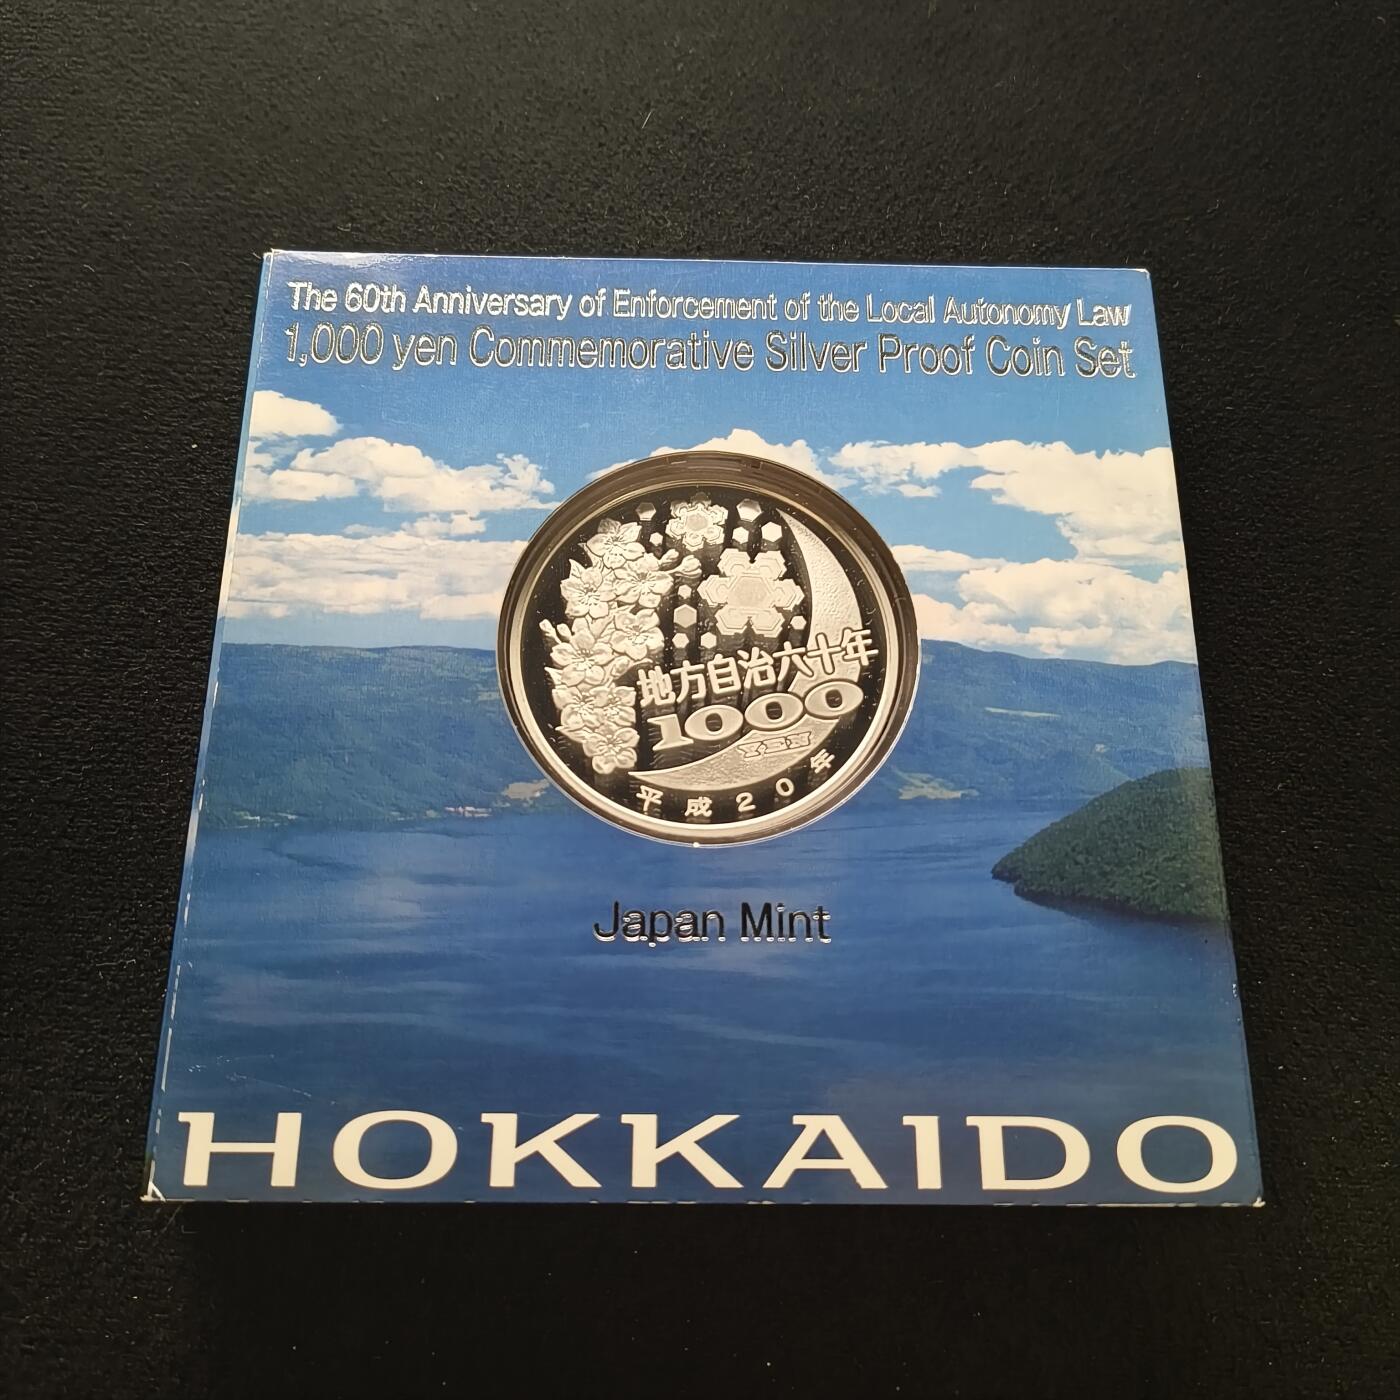 The 60th Anniversary of Enforcement of the Local Autonomy Law
1,000 yen Commemorative Silver Proof Coin Set
地方自治六十年
1000
YEN
平成20年
Japan Mint
HOKKAIDO